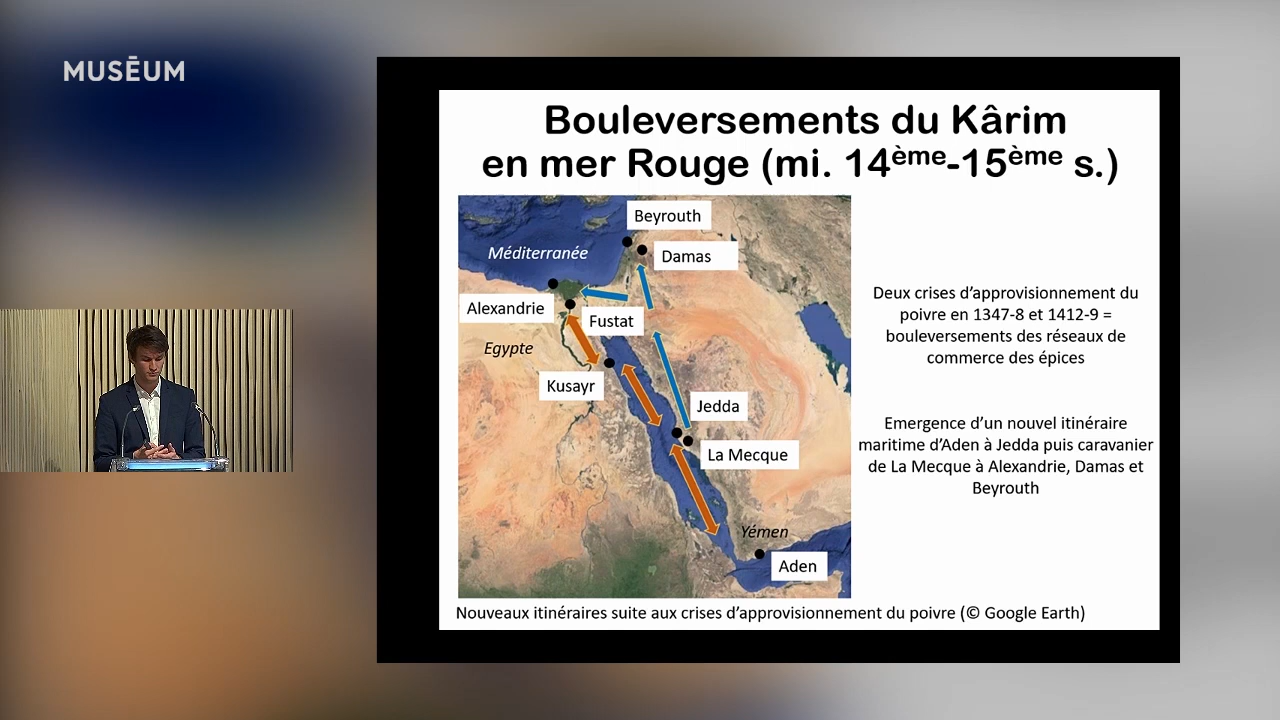 MUSĒUM
Bouleversements du Kârim
en mer Rouge (mi. 14ème-15ème s.)
Beyrouth
Méditerranée
Damas
Alexandrie
Fustat
Egypte
Kusayr
Jedda
La Mecque
Yémen
Aden
Deux crises d'approvisionnement du
poivre en 1347-8 et 1412-9 =
bouleversements des réseaux de
commerce des épices
Emergence d'un nouvel itinéraire
maritime d'Aden à Jedda puis caravanier
de La Mecque à Alexandrie, Damas et
Beyrouth
Nouveaux itinéraires suite aux crises d'approvisionnement du poivre (© Google Earth)